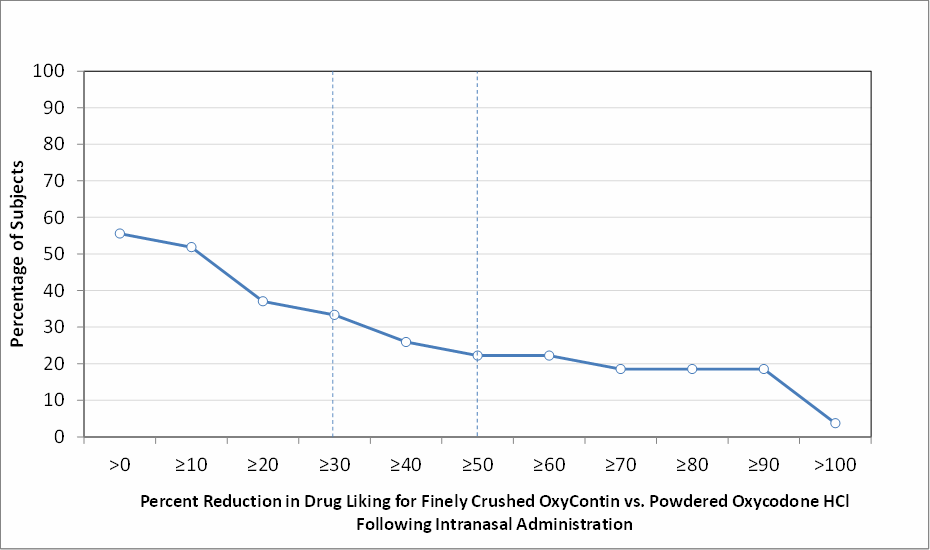 100
90
80
70
60
50
40
30
20
10
0
Percentage of Subjects
>0 ≥10 ≥20 ≥30 ≥40 ≥50 ≥60 ≥70 ≥80 ≥90 >100
Percent Reduction in Drug Liking for Finely Crushed OxyContin vs. Powdered Oxycodone HCl
Following Intranasal Administration